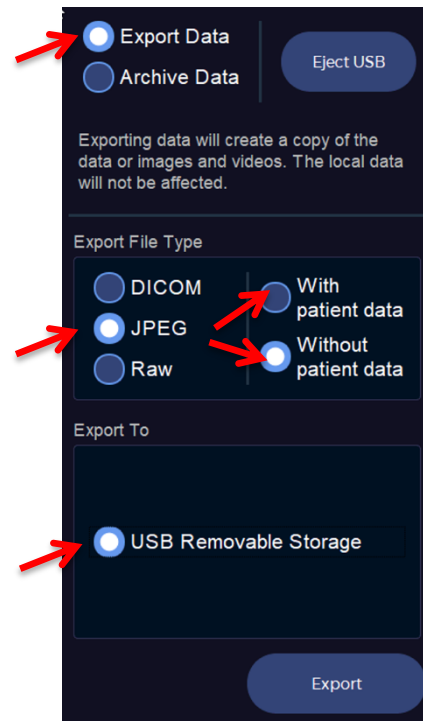 Export Data
Eject USB
Archive Data
Exporting data will create a copy of the
data or images and videos. The local data
will not be affected.
Export File Type
DICOM
JPEG
Raw
With
patient data
Without
patient data
Export To
USB Removable Storage
Export